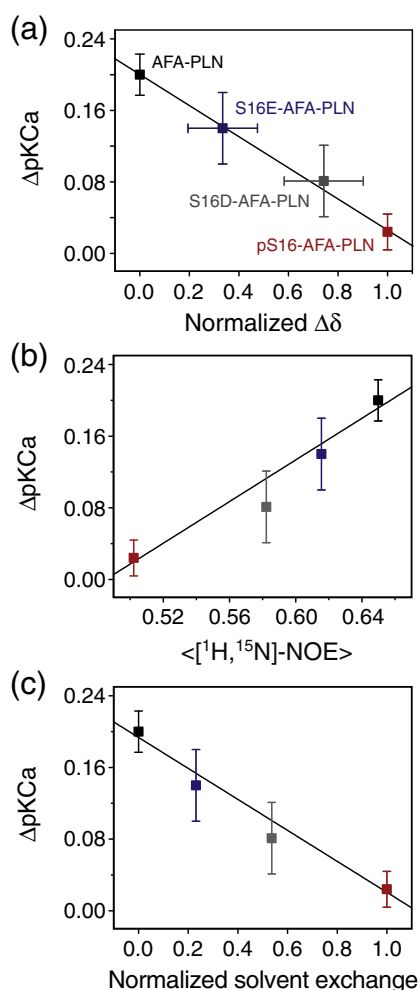 (a)
0.24
0.16
0.08
0.00
ΔpKCa
AFA-PLN
S16E-AFA-PLN
S16D-AFA-PLN
pS16-AFA-PLN
0.0 0.2 0.4 0.6 0.8 1.0
Normalized Δδ
(b)
0.24
0.16
0.08
0.00
ΔpKCa
0.52 0.56 0.60 0.64
<[¹H,¹⁵N]-NOE>
(c)
0.24
0.16
0.08
0.00
ΔpKCa
0.0 0.2 0.4 0.6 0.8 1.0
Normalized solvent exchange